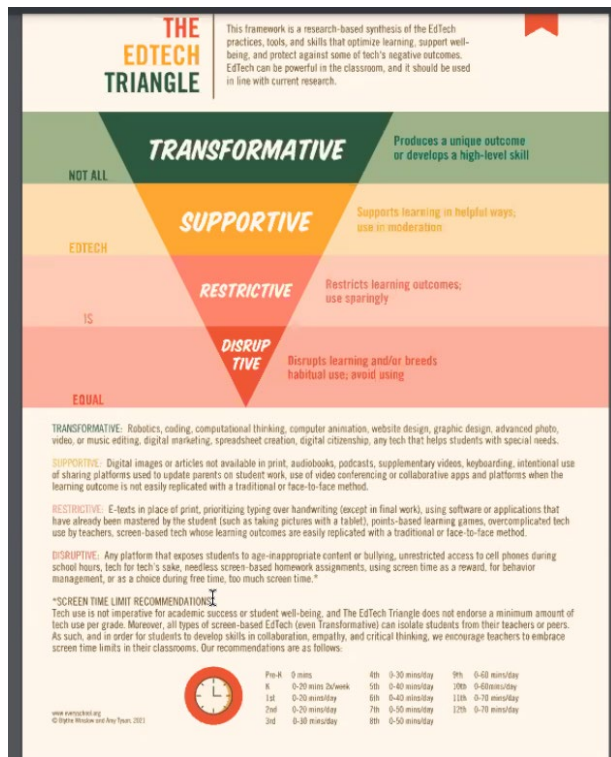 THE
EDTECH
TRIANGLE
This framework is a research-based synthesis of the EdTech
practices, tools, and skills that optimize learning, support well-
being, and protect against some of tech's negative outcomes.
EdTech can be powerful in the classroom, and it should be used
in line with current research.
NOT ALL
TRANSFORMATIVE
Produces a unique outcome
or develops a high-level skill
EDTECH
SUPPORTIVE
Supports learning in helpful ways;
use in moderation
IS
RESTRICTIVE
Restricts learning outcomes;
use sparingly
EQUAL
DISRUP
TIVE
Disrupts learning and/or breeds
habitual use; avoid using
TRANSFORMATIVE: Robotics, coding, computational thinking, computer animation, website design, graphic design, advanced photo,
video, or music editing, digital marketing, spreadsheet creation, digital citizenship, any tech that helps students with special needs.
SUPPORTIVE: Digital images or articles not available in print, audiobooks, podcasts, supplementary videos, keyboarding, intentional use
of sharing platforms used to update parents on student work, use of video conferencing or collaborative apps and platforms when the
learning outcome is not easily replicated with a traditional or face-to-face method.
RESTRICTIVE: E-texts in place of print, prioritizing typing over handwriting (except in final work), using software or applications that
have already been mastered by the student (such as taking pictures with a tablet), points-based learning games, overcomplicated tech
use by teachers, screen-based tech whose learning outcomes are easily replicated with a traditional or face-to-face method.
DISRUPTIVE: Any platform that exposes students to age-inappropriate content or bullying, unrestricted access to cell phones during
school hours, tech for tech's sake, needless screen-based homework assignments, using screen time as a reward, for behavior
management, or as a choice during free time, too much screen time.*
*SCREEN TIME LIMIT RECOMMENDATIONS
Tech use is not imperative for academic success or student well-being, and The EdTech Triangle does not endorse a minimum amount of
tech use per grade. Moreover, all types of screen-based EdTech (even Transformative) can isolate students from their teachers or peers.
As such, and in order for students to develop skills in collaboration, empathy, and critical thinking, we encourage teachers to embrace
screen time limits in their classrooms. Our recommendations are as follows:
Pre-K 0 mins
K 0-20 mins 2x/week
1st 0-20 mins/day
2nd 0-20 mins/day
3rd 0-30 mins/day
4th 0-30 mins/day
5th 0-40 mins/day
6th 0-40 mins/day
7th 0-50 mins/day
8th 0-50 mins/day
9th 0-60 mins/day
10th 0-60mins/day
11th 0-70 mins/day
12th 0-70 mins/day
www.everyschool.org
© Blythe Winslow and Amy Tyson, 2021